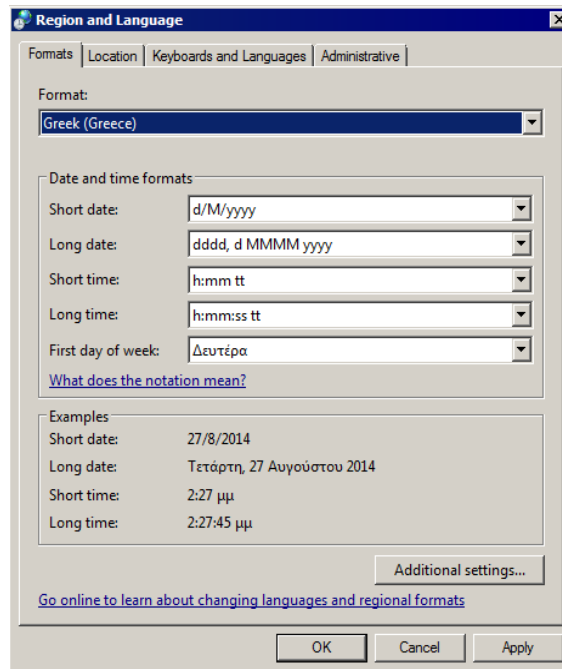 Region and Language
Formats Location Keyboards and Languages Administrative
Format:
Greek (Greece)
Date and time formats
Short date: d/M/yyyy
Long date: dddd, d MMMM yyyy
Short time: h:mm tt
Long time: h:mm:ss tt
First day of week: Δευτέρα
What does the notation mean?
Examples
Short date: 27/8/2014
Long date: Τετάρτη, 27 Αυγούστου 2014
Short time: 2:27 μμ
Long time: 2:27:45 μμ
Additional settings...
Go online to learn about changing languages and regional formats
OK Cancel Apply